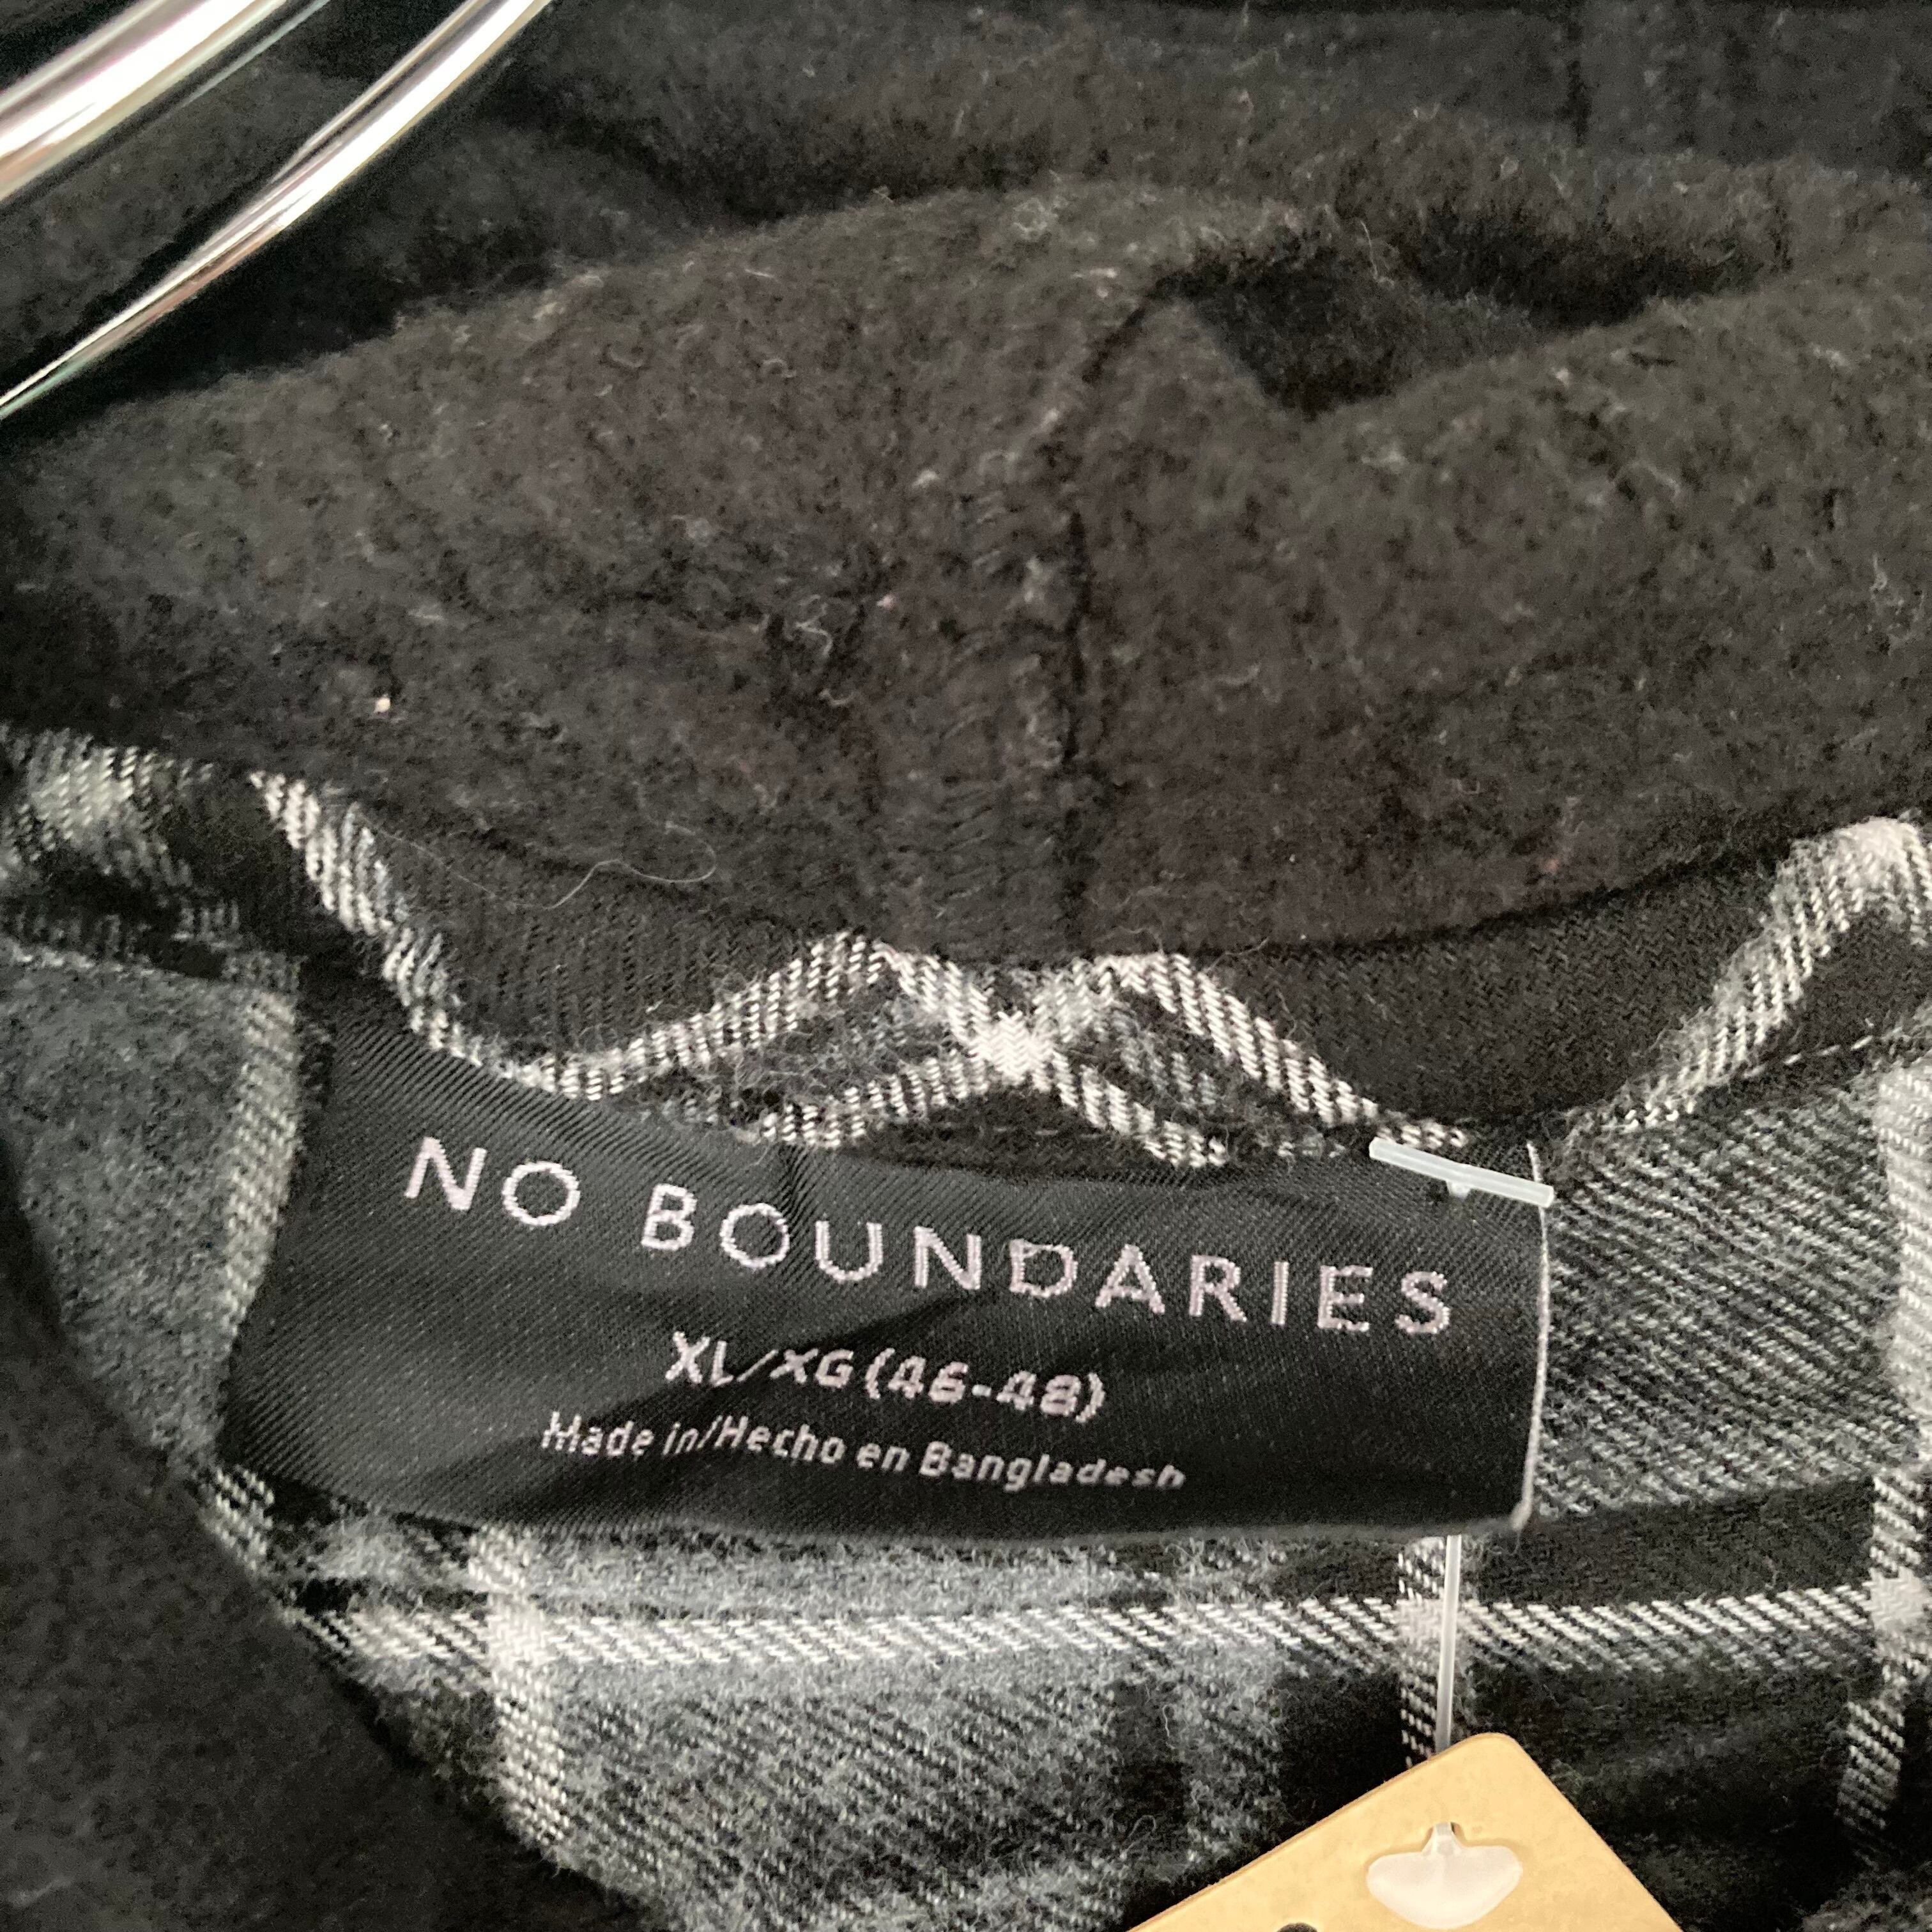 NO BOUNDARIES
XL/XG (46-48)
Made in/Hecho en Bangladesh